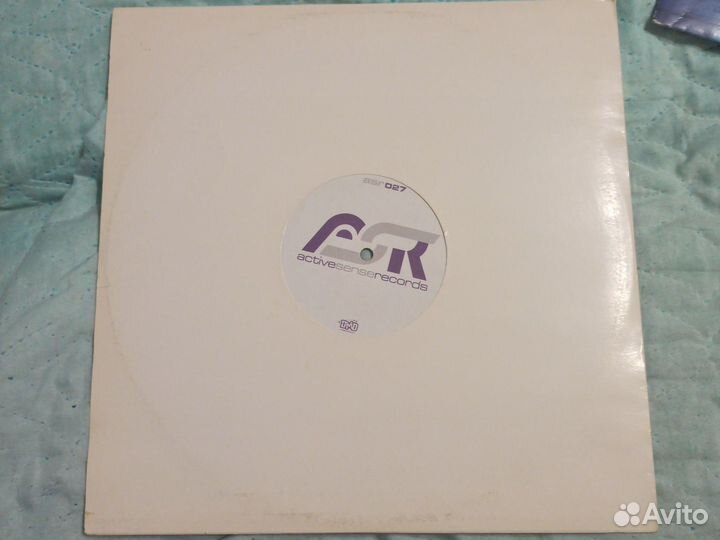 asr027
ASR
activesenserecords
Avito